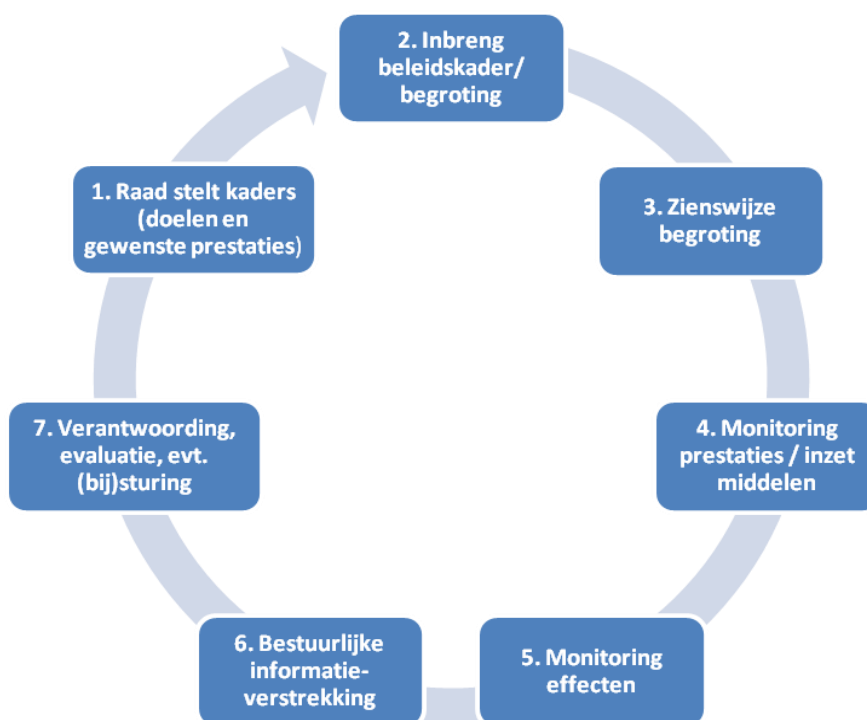 1. Raad stelt kaders
(doelen en
gewenste prestaties)
2. Inbreng
beleidskader/
begroting
3. Zienswijze
begroting
4. Monitoring
prestaties / inzet
middelen
5. Monitoring
effecten
6. Bestuurlijke
informatie-
verstrekking
7. Verantwoording,
evaluatie, evt.
(bij)sturing